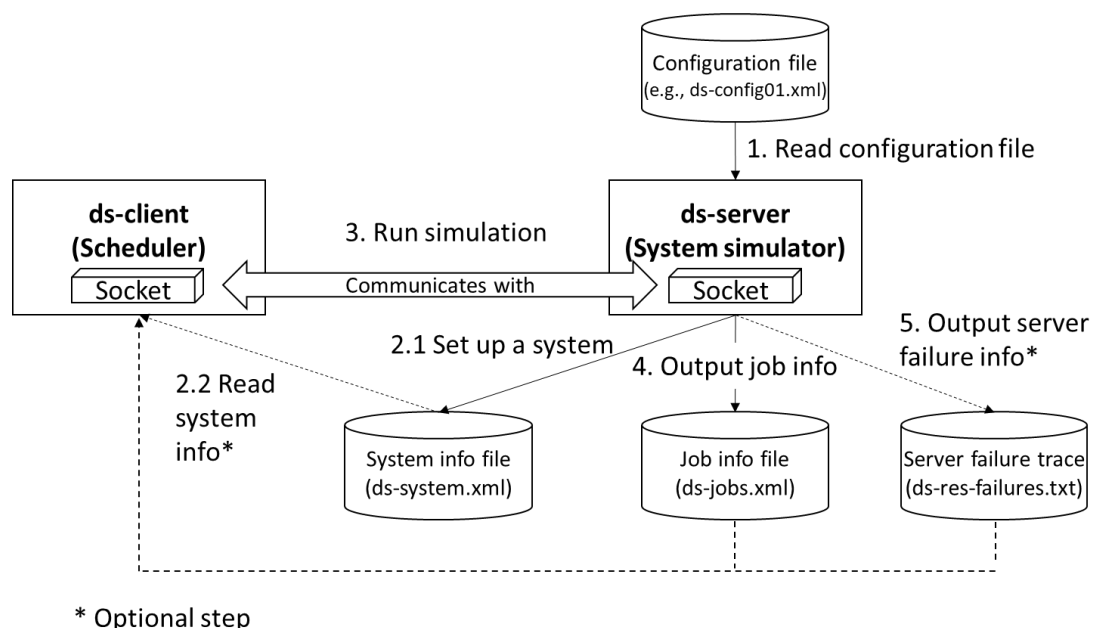 Configuration file
(e.g., ds-config01.xml)
1. Read configuration file
ds-client
(Scheduler)
Socket
3. Run simulation
Communicates with
ds-server
(System simulator)
Socket
2.1 Set up a system
4. Output job info
5. Output server
failure info*
2.2 Read
system
info*
System info file
(ds-system.xml)
Job info file
(ds-jobs.xml)
Server failure trace
(ds-res-failures.txt)
* Optional step